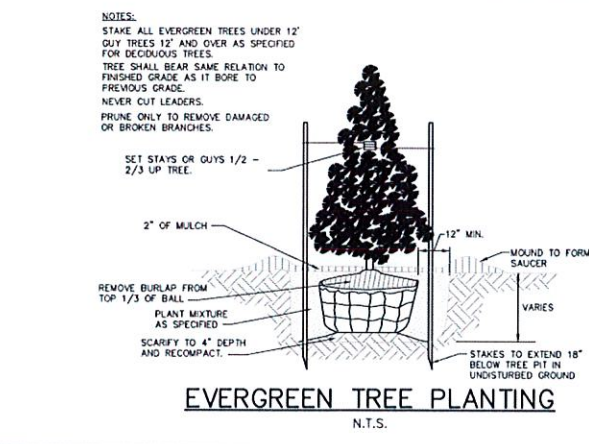 NOTES:
STAKE ALL EVERGREEN TREES UNDER 12'
GUY TREES 12' AND OVER AS SPECIFIED
FOR DECIDUOUS TREES.
TREE SHALL BEAR SAME RELATION TO
FINISHED GRADE AS IT BORE TO
PREVIOUS GRADE.
NEVER CUT LEADERS.
PRUNE ONLY TO REMOVE DAMAGED
OR BROKEN BRANCHES.
SET STAYS OR GUYS 1/2 -
2/3 UP TREE.
2" OF MULCH
12" MIN.
MOUND TO FORM
SAUCER
REMOVE BURLAP FROM
TOP 1/3 OF BALL
VARIES
PLANT MIXTURE
AS SPECIFIED
SCARIFY TO 4" DEPTH
AND RECOMPACT.
STAKES TO EXTEND 18"
BELOW TREE PIT IN
UNDISTURBED GROUND
EVERGREEN TREE PLANTING
N.T.S.